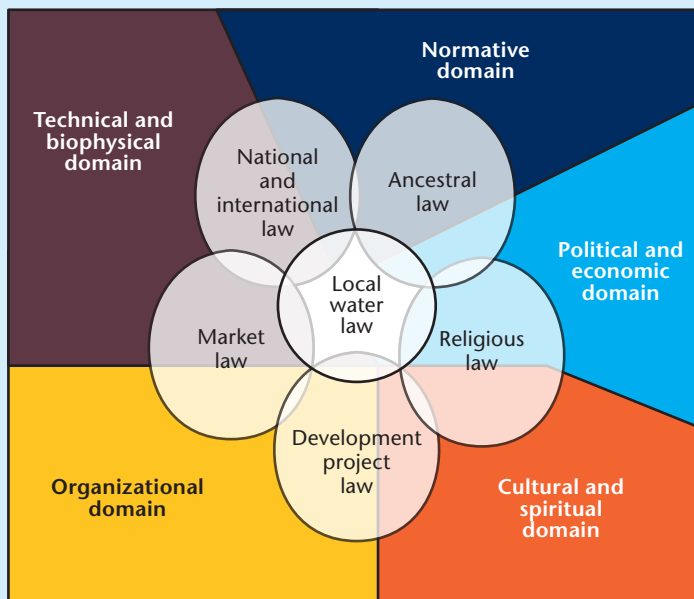 Normative
domain
Technical and
biophysical
domain
National
and
international
law
Ancestral
law
Political and
economic
domain
Local
water
law
Market
law
Religious
law
Development
project
law
Organizational
domain
Cultural and
spiritual
domain